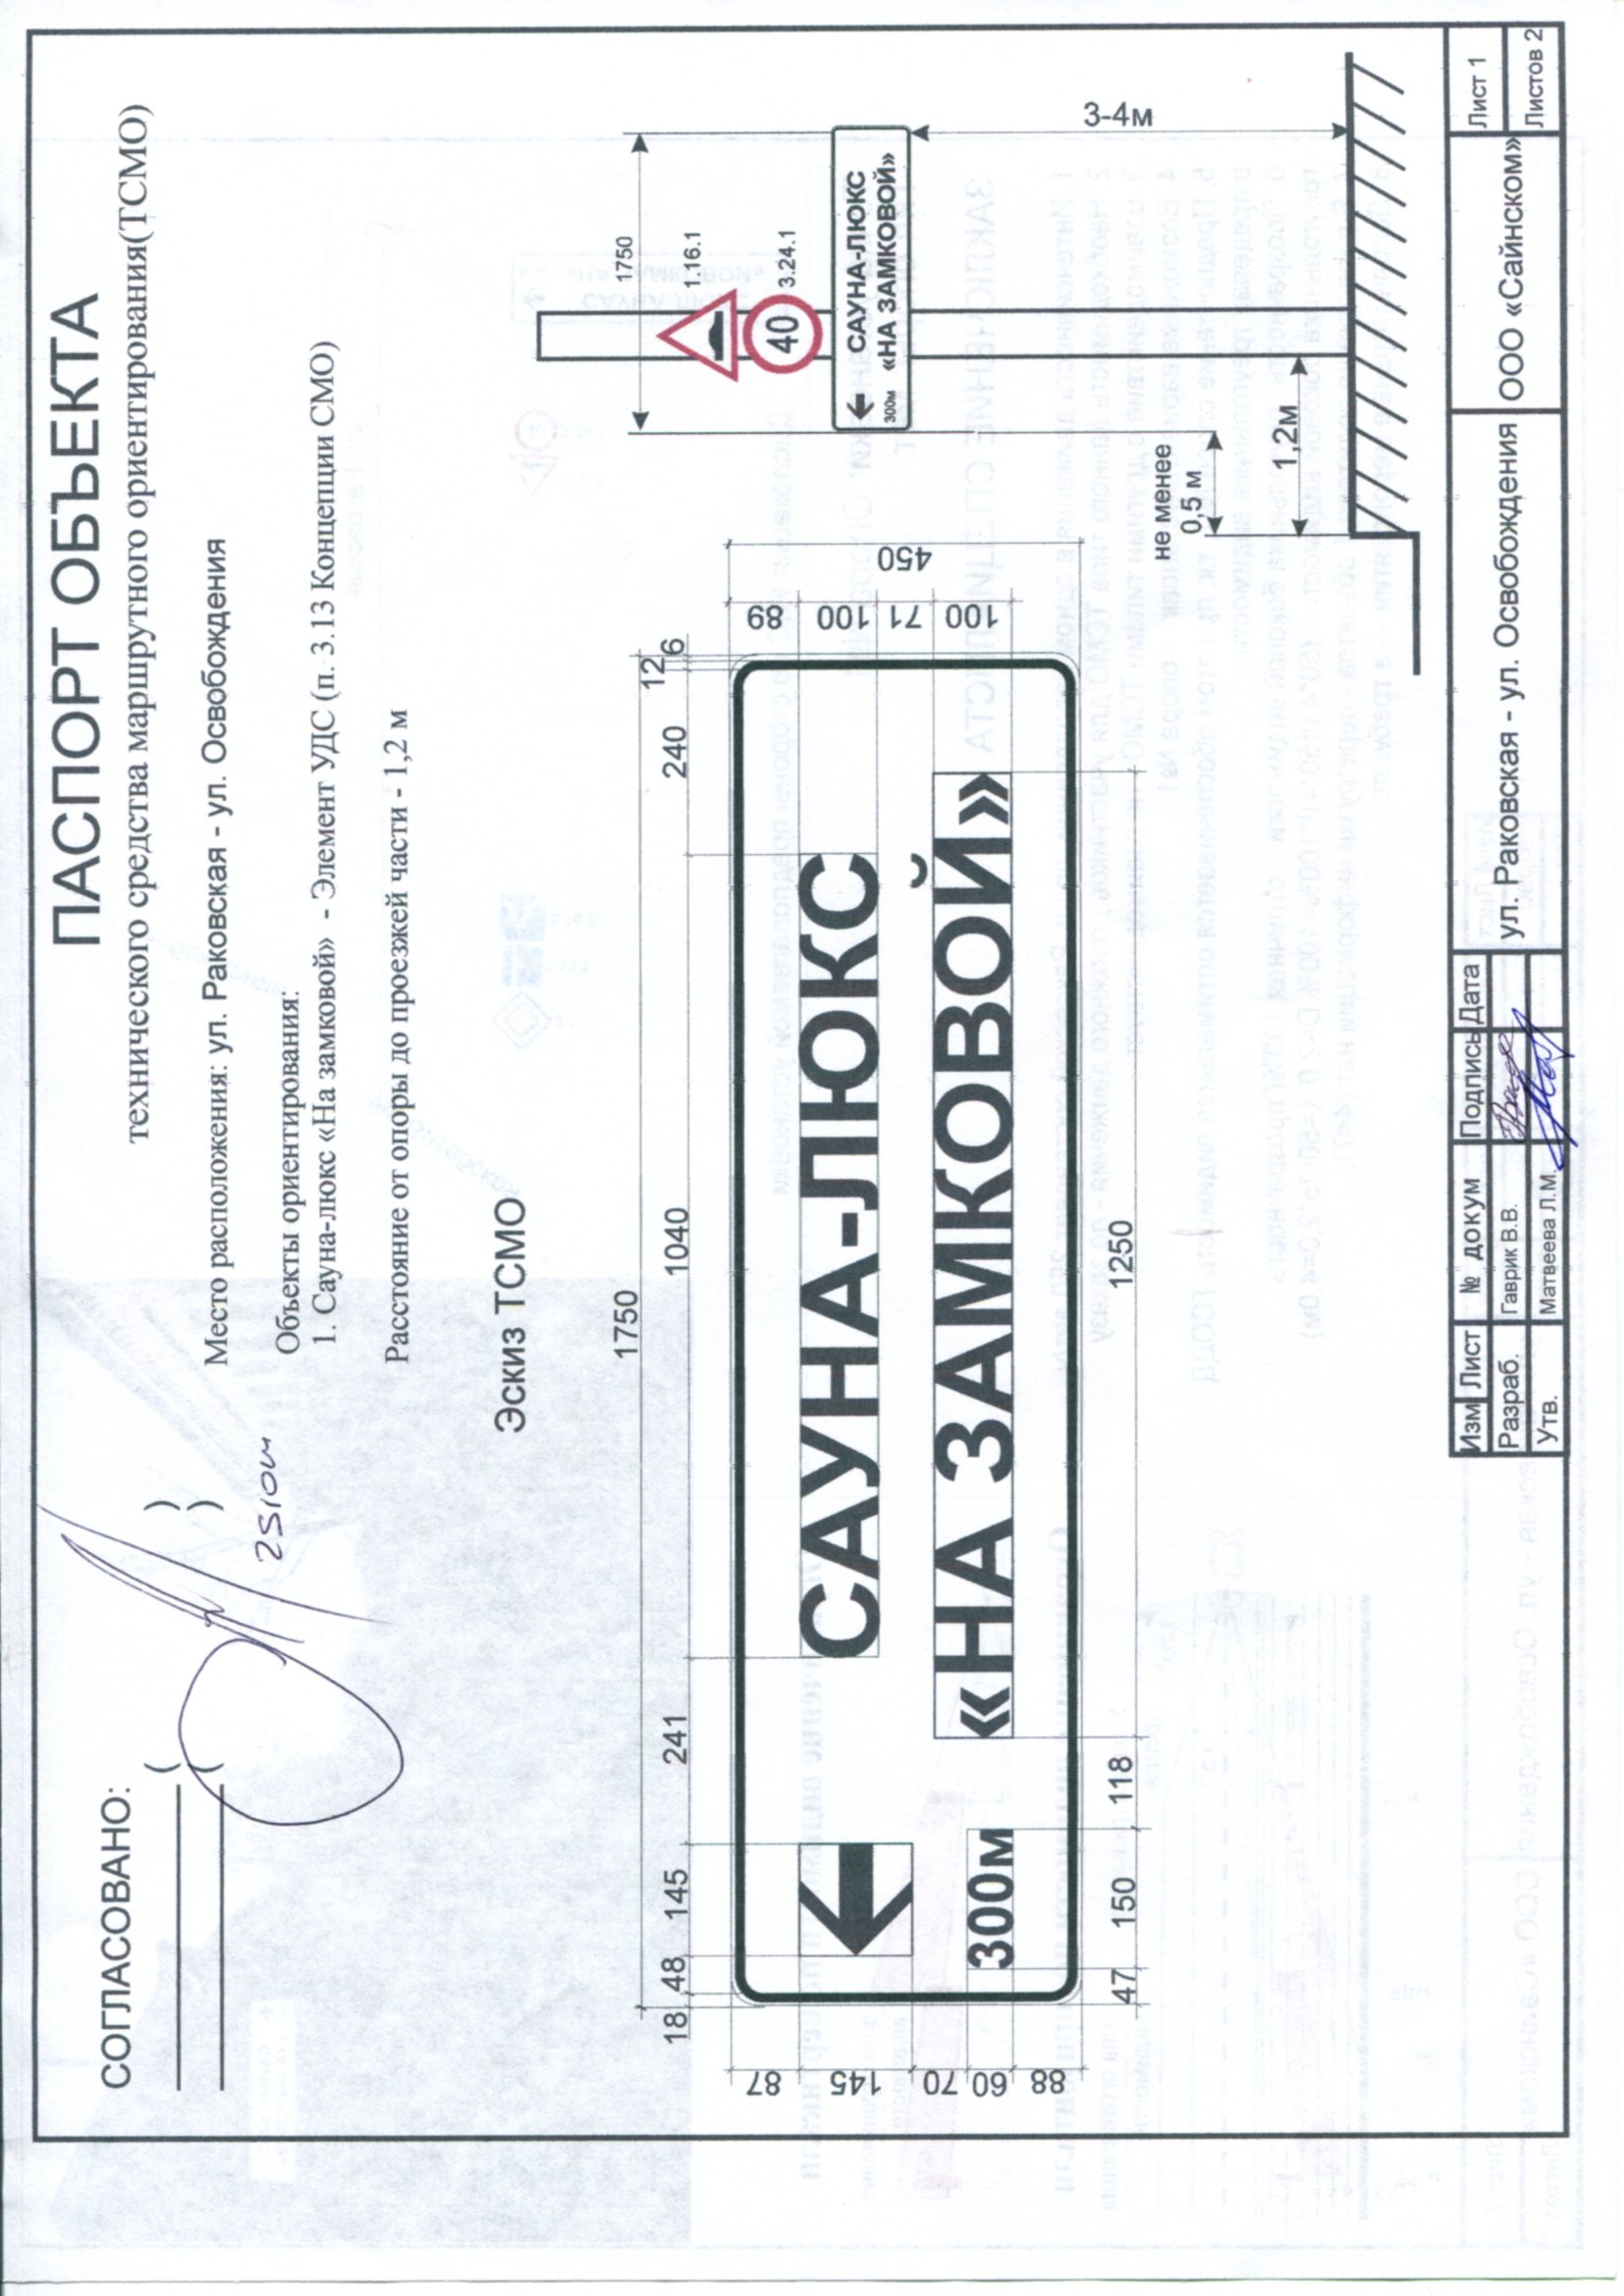 СОГЛАСОВАНО:
( )
( )
ПАСПОРТ ОБЪЕКТА
технического средства маршрутного ориентирования(ТСМО)
Место расположения: ул. Раковская - ул. Освобождения
Объекты ориентирования:
1. Сауна-люкс «На замковой» - Элемент УДС (п. 3.13 Концепции СМО)
Расстояние от опоры до проезжей части - 1,2 м
Эскиз ТСМО
1750
18 48 145 241 1040 240 12 6
САУНА-ЛЮКС
300м «НА ЗАМКОВОЙ»
47 150 118 1250
87 145 70 60 88
89 100 71 100
450
1750
1.16.1
40 3.24.1
САУНА-ЛЮКС
300м «НА ЗАМКОВОЙ»
3-4м
не менее
0,5 м
1,2м
Изм Лист № докум Подпись Дата
Разраб. Гаврик В.В.
Утв. Матвеева Л.М.
ул. Раковская - ул. Освобождения
ООО «Сайнском»
Лист 1
Листов 2